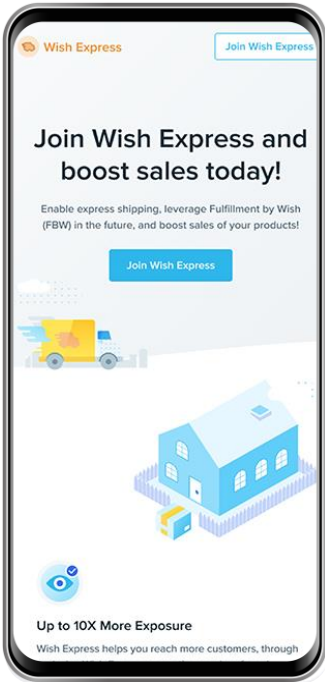 Wish Express
Join Wish Express
Join Wish Express and
boost sales today!
Enable express shipping, leverage Fulfillment by Wish
(FBW) in the future, and boost sales of your products!
Join Wish Express
Up to 10X More Exposure
Wish Express helps you reach more customers, through